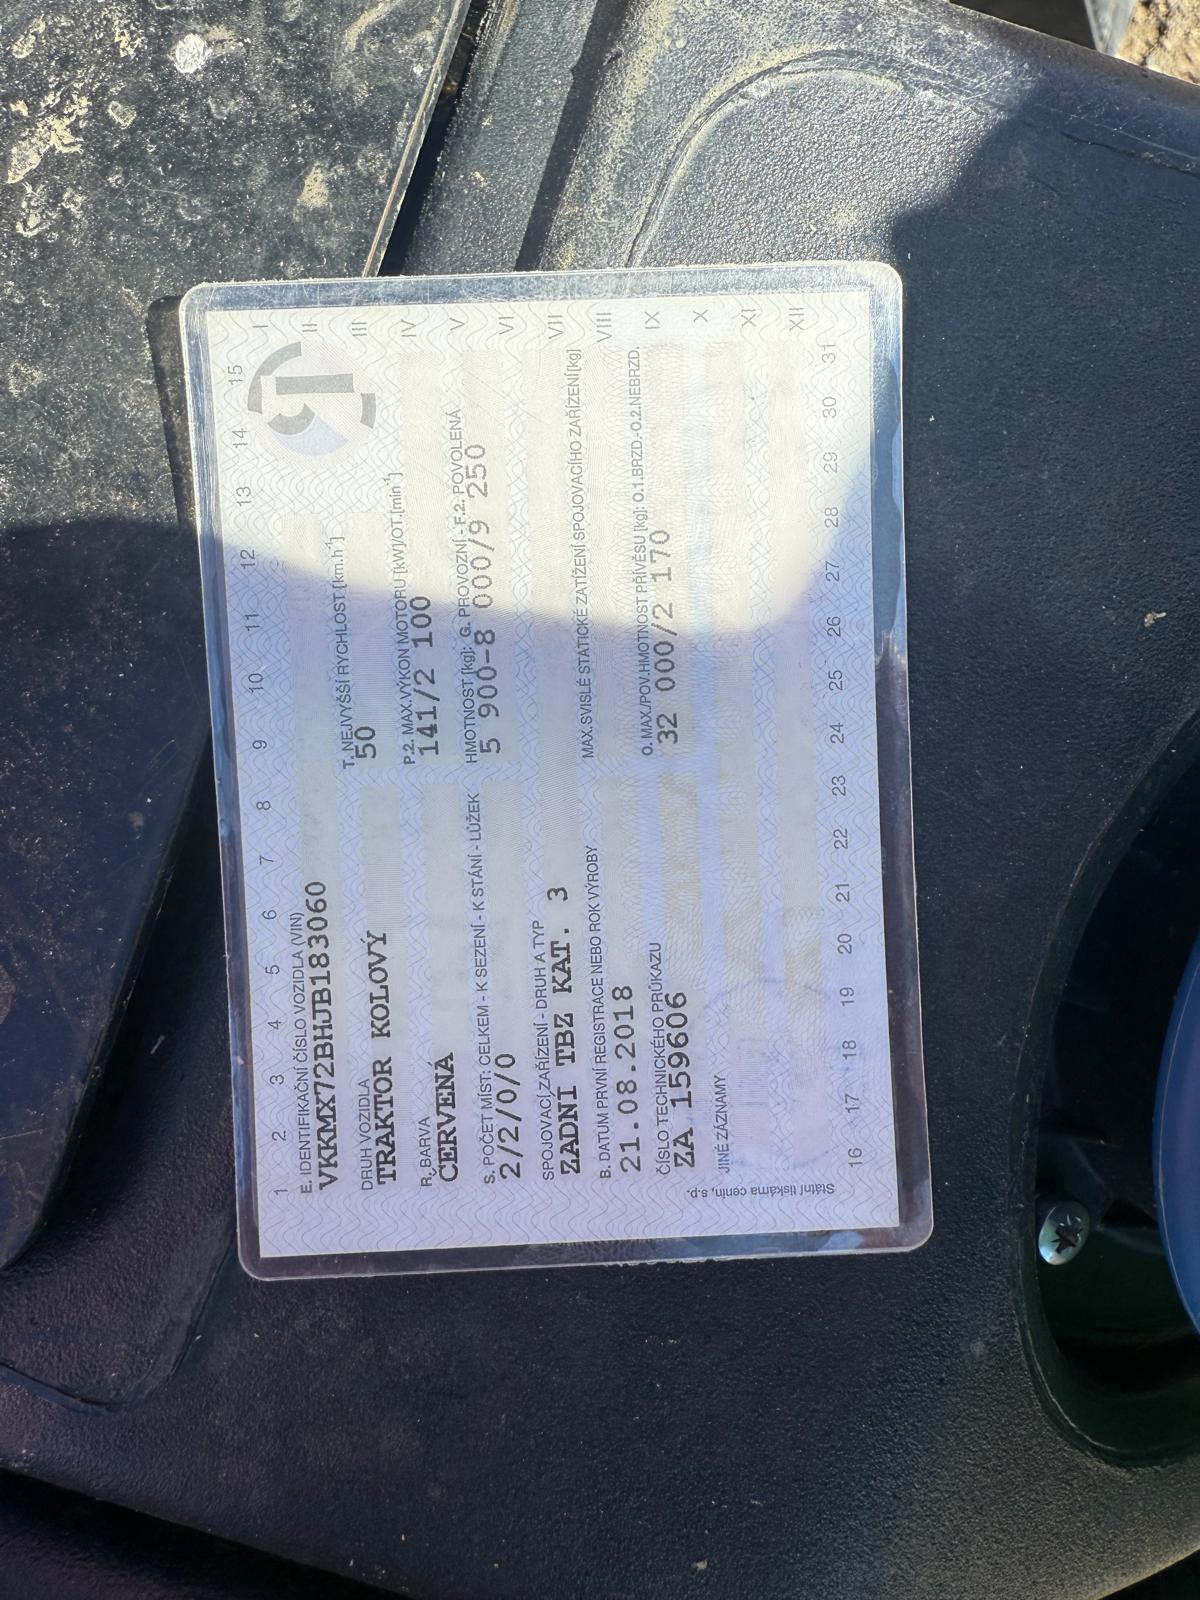 1 2 3 4 5 6 7 8 9 10 11 12 13 14 15
I II III IV V VI VII VIII IX X XI XII
E. IDENTIFIKAČNÍ ČÍSLO VOZIDLA (VIN)
VKKMX72BHJB183060
DRUH VOZIDLA
TRAKTOR KOLOVÝ
T. NEJVYŠŠÍ RYCHLOST [km.h⁻¹]
50
R. BARVA
ČERVENÁ
P.2. MAX.VÝKON MOTORU [kW]/OT.[min⁻¹]
141/2 100
S. POČET MÍST: CELKEM - K SEZENÍ - K STÁNÍ - LŮŽEK
2/2/0/0
HMOTNOST [kg]: G. PROVOZNÍ - F.2. POVOLENÁ
5 900-8 000/9 250
SPOJOVACÍ ZAŘÍZENÍ - DRUH A TYP
ZADNÍ TBZ KAT. 3
MAX.SVISLÉ STATICKÉ ZATÍŽENÍ SPOJOVACÍHO ZAŘÍZENÍ [kg]
B. DATUM PRVNÍ REGISTRACE NEBO ROK VÝROBY
21.08.2018
O. MAX./POV.HMOTNOST PŘÍVĚSU [kg]: O.1.BRZD.-O.2.NEBRZD.
32 000/2 170
ČÍSLO TECHNICKÉHO PRŮKAZU
ZA 159606
JINÉ ZÁZNAMY
16 17 18 19 20 21 22 23 24 25 26 27 28 29 30 31
Státní tiskárna cenin, s.p.